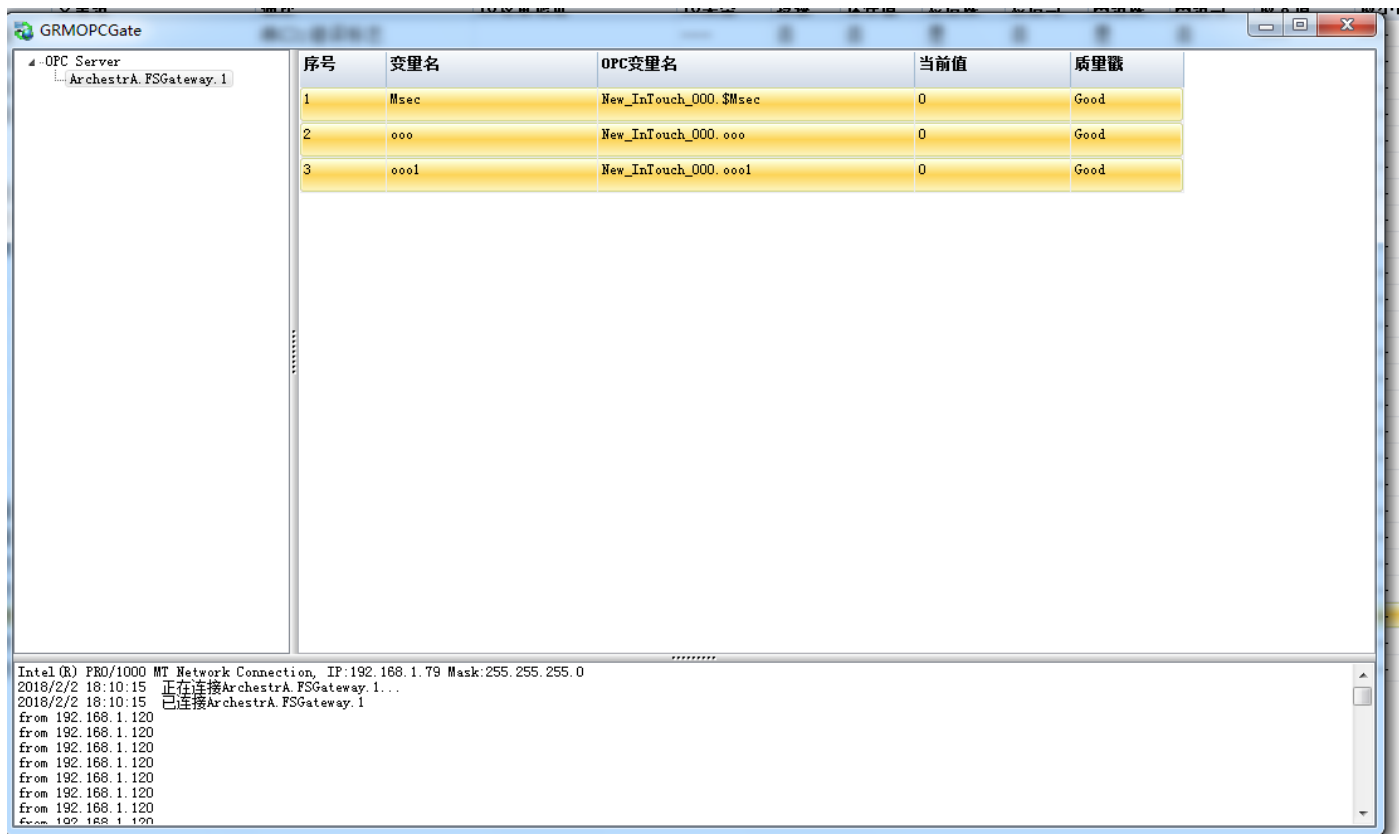 GRMOPCGate
OPC Server
ArchestrA.FSGateway.1
序号 变量名 OPC变量名 当前值 质量戳
1 Msec New_InTouch_000.$Msec 0 Good
2 ooo New_InTouch_000.ooo 0 Good
3 ooo1 New_InTouch_000.ooo1 0 Good
Intel(R) PRO/1000 MT Network Connection, IP:192.168.1.79 Mask:255.255.255.0
2018/2/2 18:10:15 正在连接ArchestrA.FSGateway.1...
2018/2/2 18:10:15 已连接ArchestrA.FSGateway.1
from 192.168.1.120
from 192.168.1.120
from 192.168.1.120
from 192.168.1.120
from 192.168.1.120
from 192.168.1.120
from 192.168.1.120
from 192.168.1.120